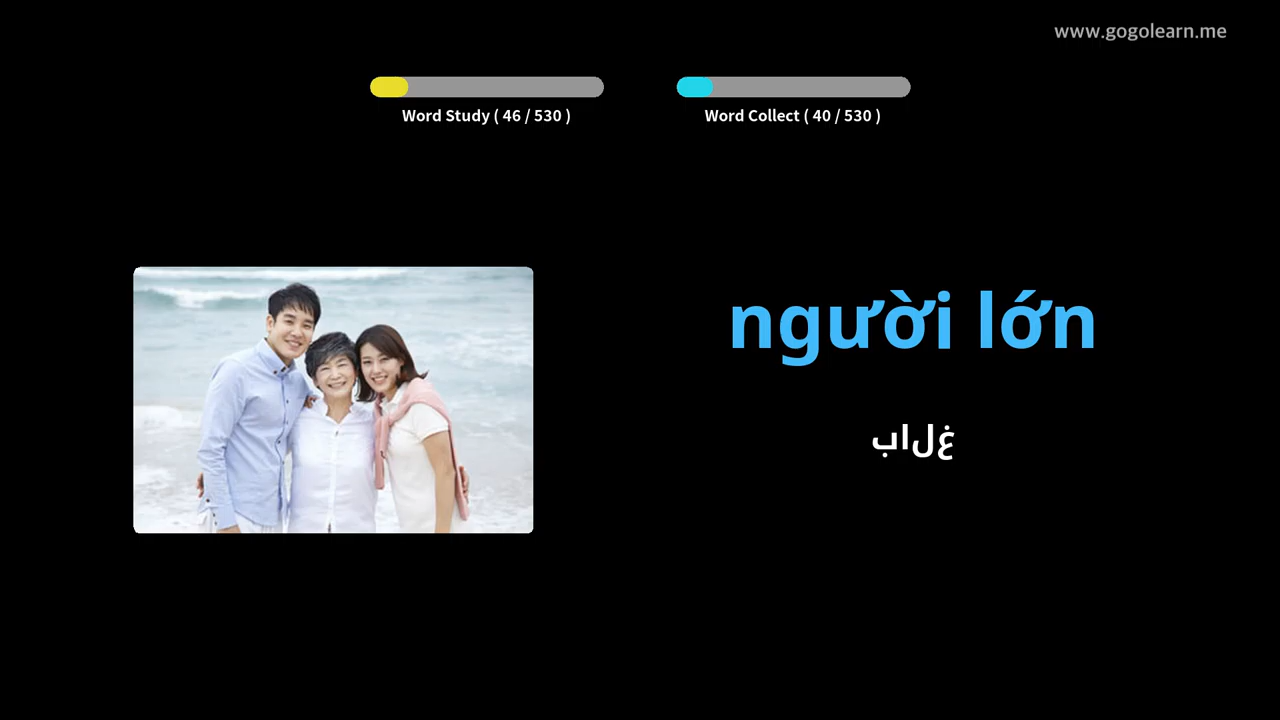 www.gogolearn.me
Word Study ( 46 / 530 )
Word Collect ( 40 / 530 )
người lớn
بالغ